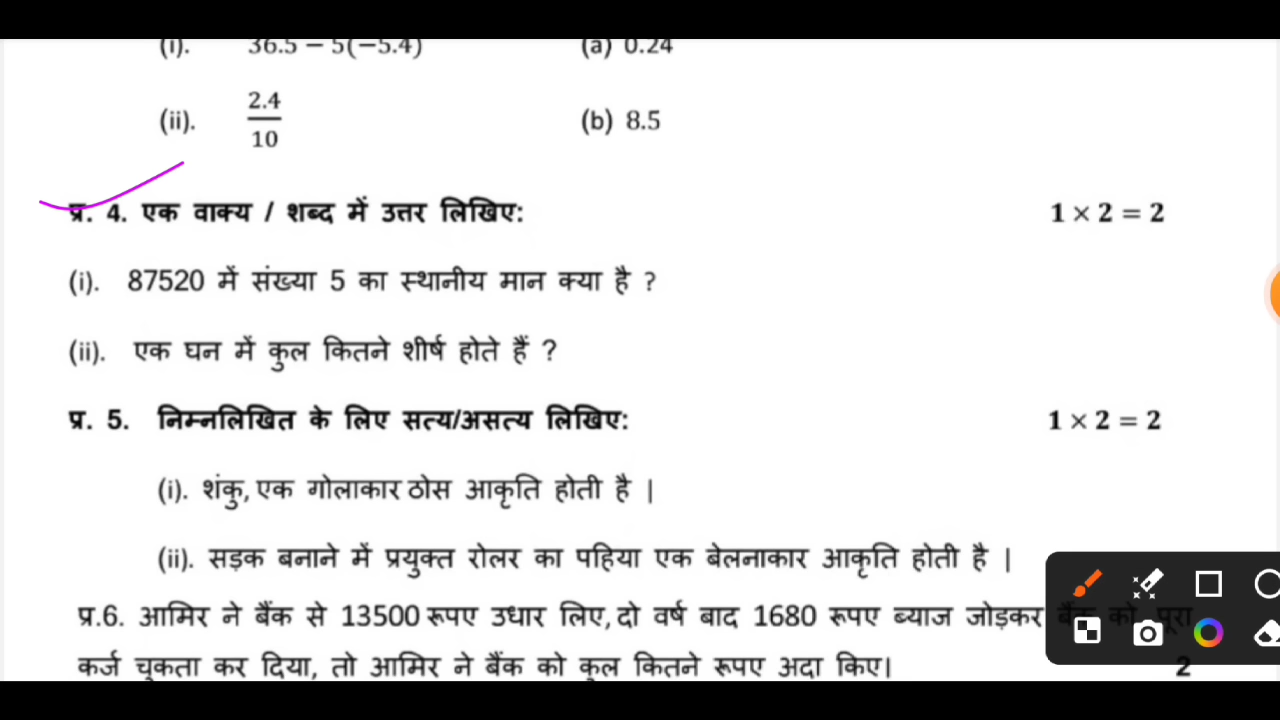 (i). 36.5 − 5(−5.4) (a) 0.24
(ii). 2.4/10 (b) 8.5
प्र. 4. एक वाक्य / शब्द में उत्तर लिखिए: 1 × 2 = 2
(i). 87520 में संख्या 5 का स्थानीय मान क्या है ?
(ii). एक घन में कुल कितने शीर्ष होते हैं ?
प्र. 5. निम्नलिखित के लिए सत्य/असत्य लिखिए: 1 × 2 = 2
(i). शंकु, एक गोलाकार ठोस आकृति होती है |
(ii). सड़क बनाने में प्रयुक्त रोलर का पहिया एक बेलनाकार आकृति होती है |
प्र.6. आमिर ने बैंक से 13500 रूपए उधार लिए, दो वर्ष बाद 1680 रूपए ब्याज जोड़कर बैंक को पूरा
कर्ज चूकता कर दिया, तो आमिर ने बैंक को कुल कितने रूपए अदा किए। 2